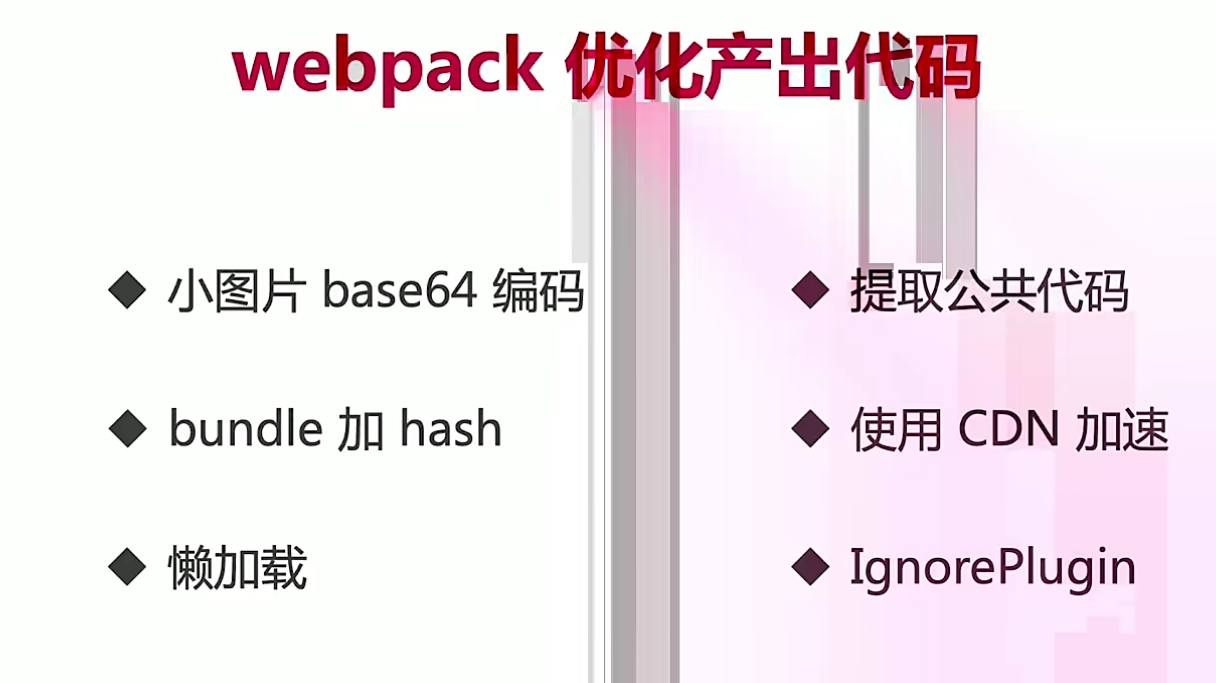 webpack 优化产出代码
◆ 小图片 base64 编码
◆ bundle 加 hash
◆ 懒加载
◆ 提取公共代码
◆ 使用 CDN 加速
◆ IgnorePlugin